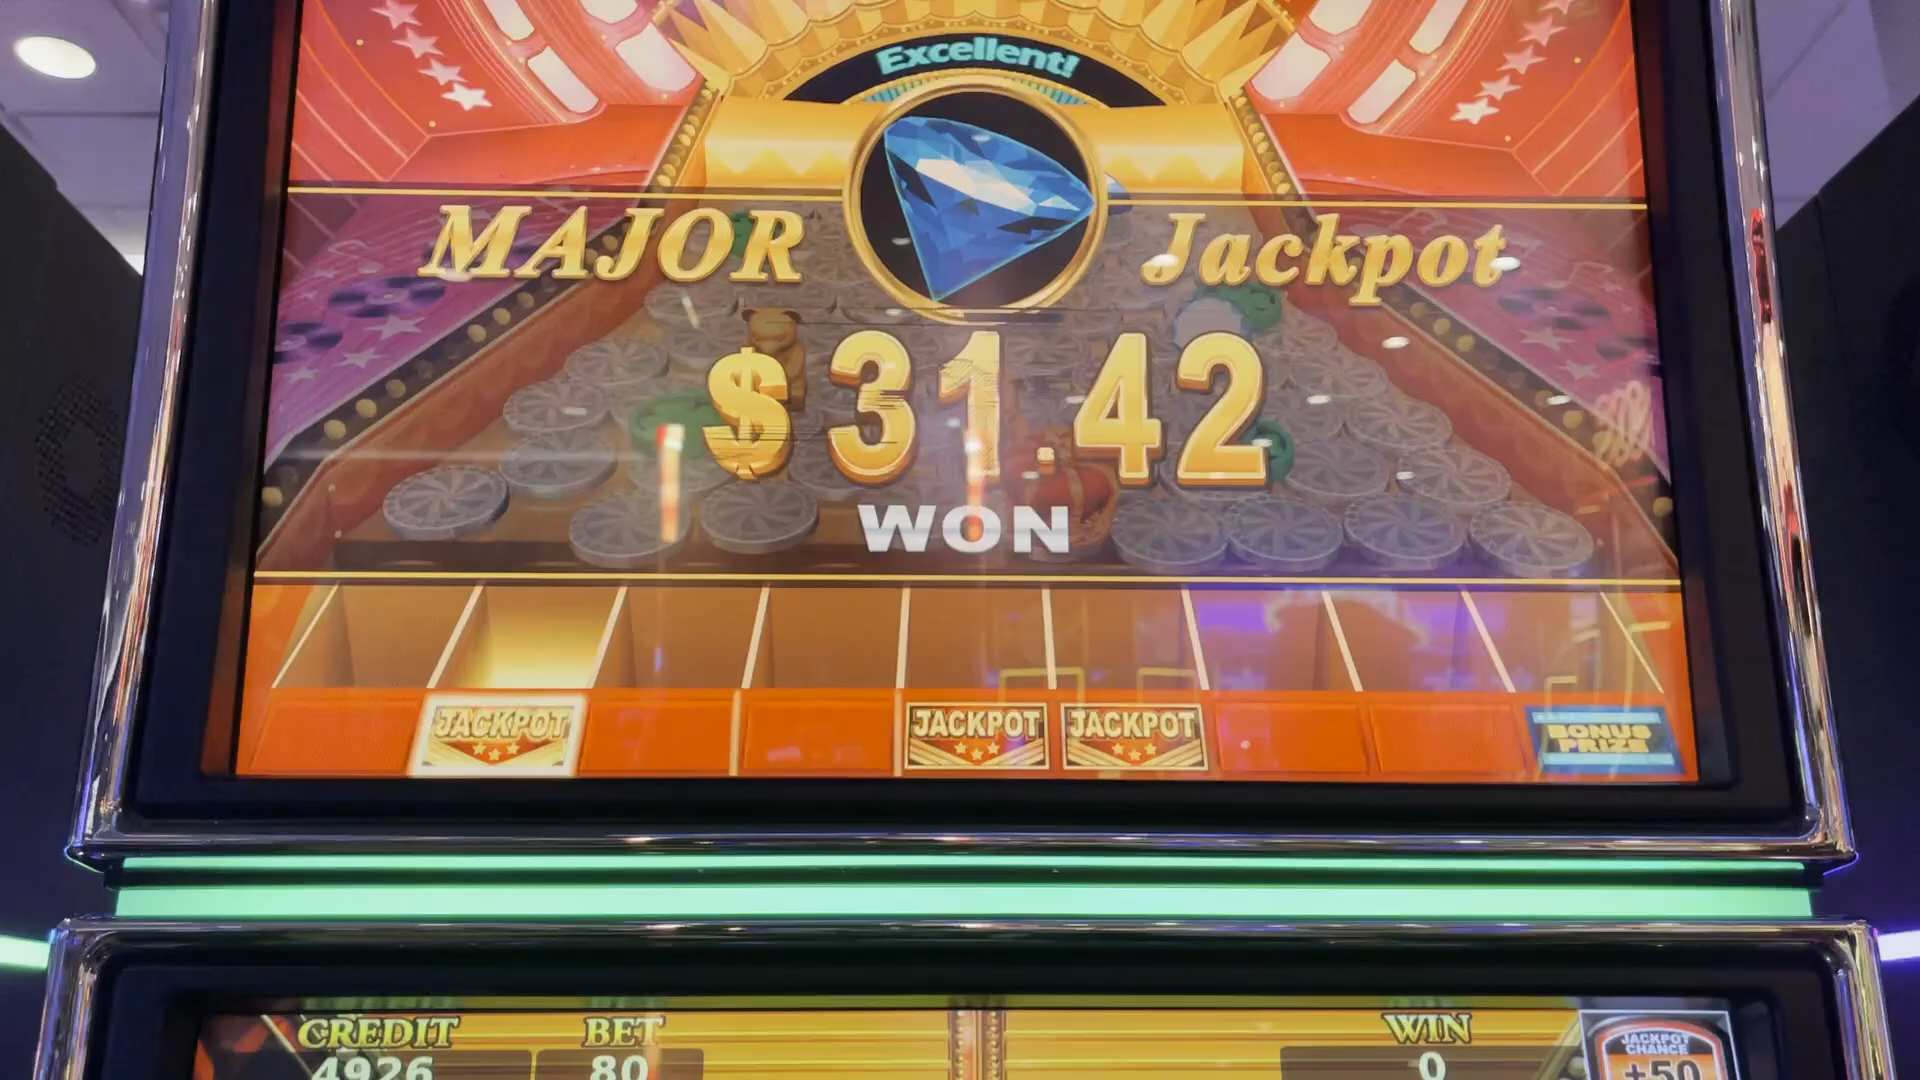 Excellent!
MAJOR Jackpot
$31.42
WON
JACKPOT JACKPOT JACKPOT BONUS PRIZE
CREDIT BET WIN
4926 80 0
JACKPOT
CHANCE
+50